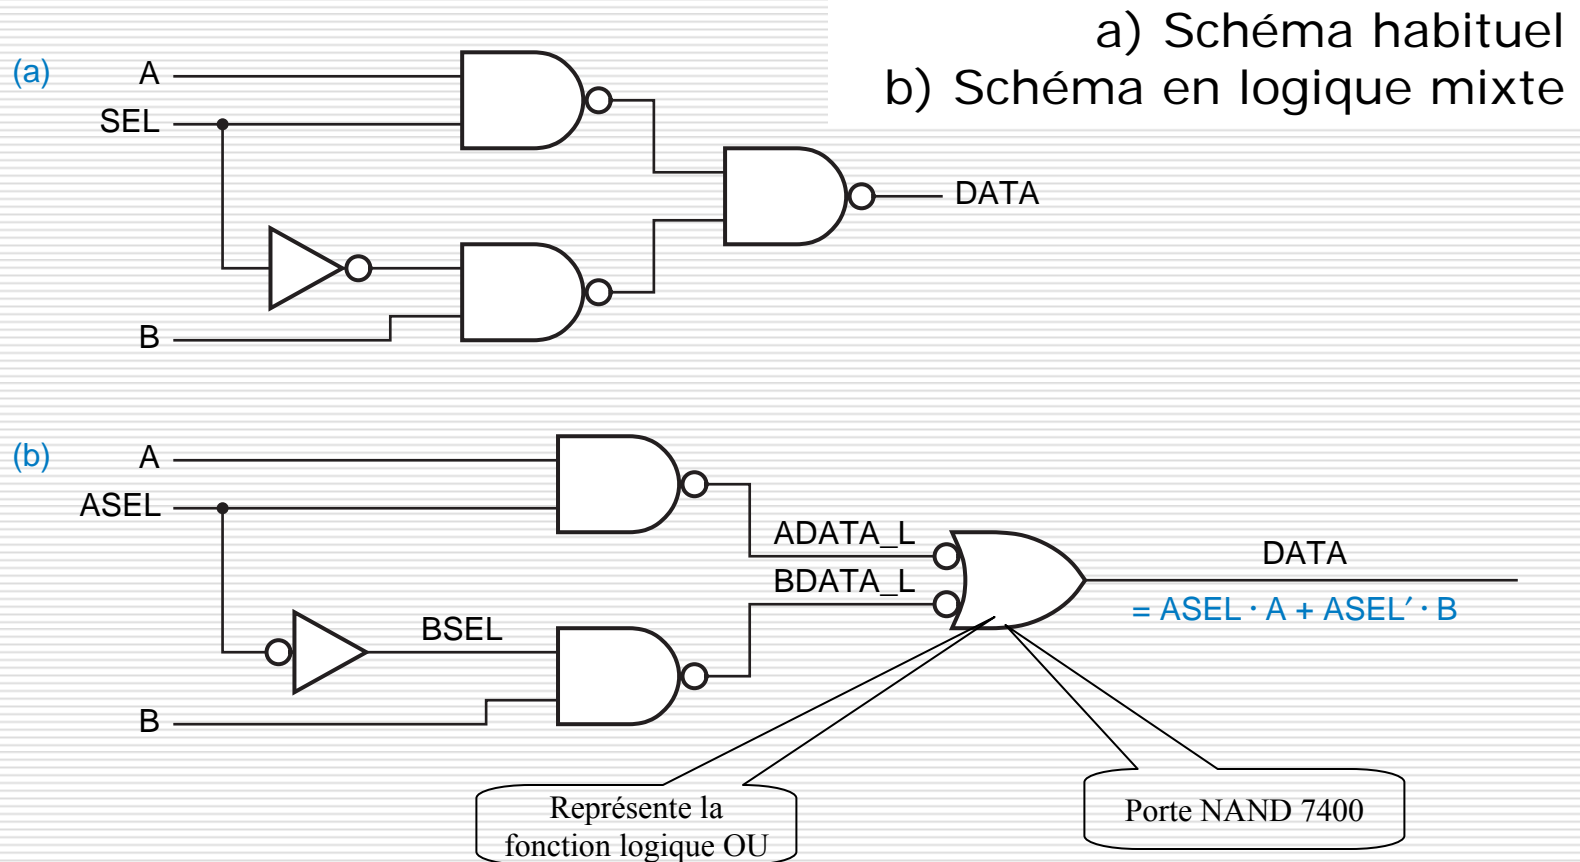 a) Schéma habituel
b) Schéma en logique mixte
(a)
A
SEL
B
DATA
(b)
A
ASEL
BSEL
B
ADATA_L
BDATA_L
DATA
= ASEL · A + ASEL′ · B
Représente la
fonction logique OU
Porte NAND 7400